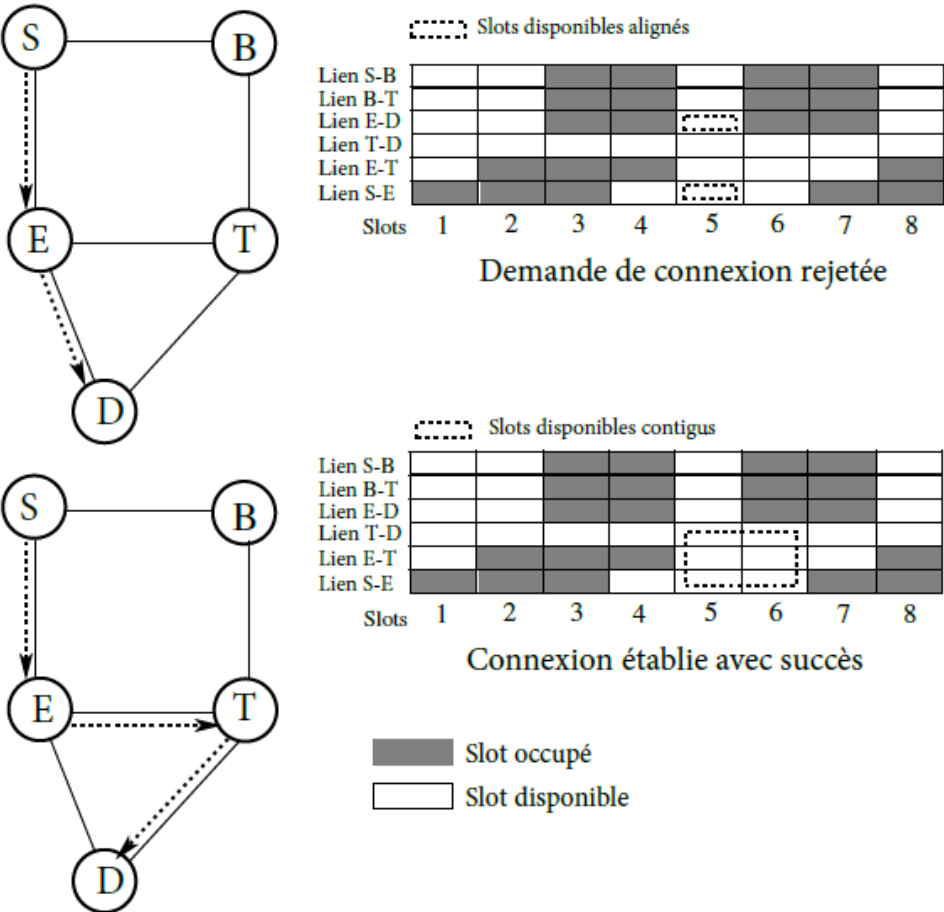 S
B
E
T
D
Slots disponibles alignés
Lien S-B
Lien B-T
Lien E-D
Lien T-D
Lien E-T
Lien S-E
Slots 1 2 3 4 5 6 7 8
Demande de connexion rejetée
S
B
E
T
D
Slots disponibles contigus
Lien S-B
Lien B-T
Lien E-D
Lien T-D
Lien E-T
Lien S-E
Slots 1 2 3 4 5 6 7 8
Connexion établie avec succès
Slot occupé
Slot disponible